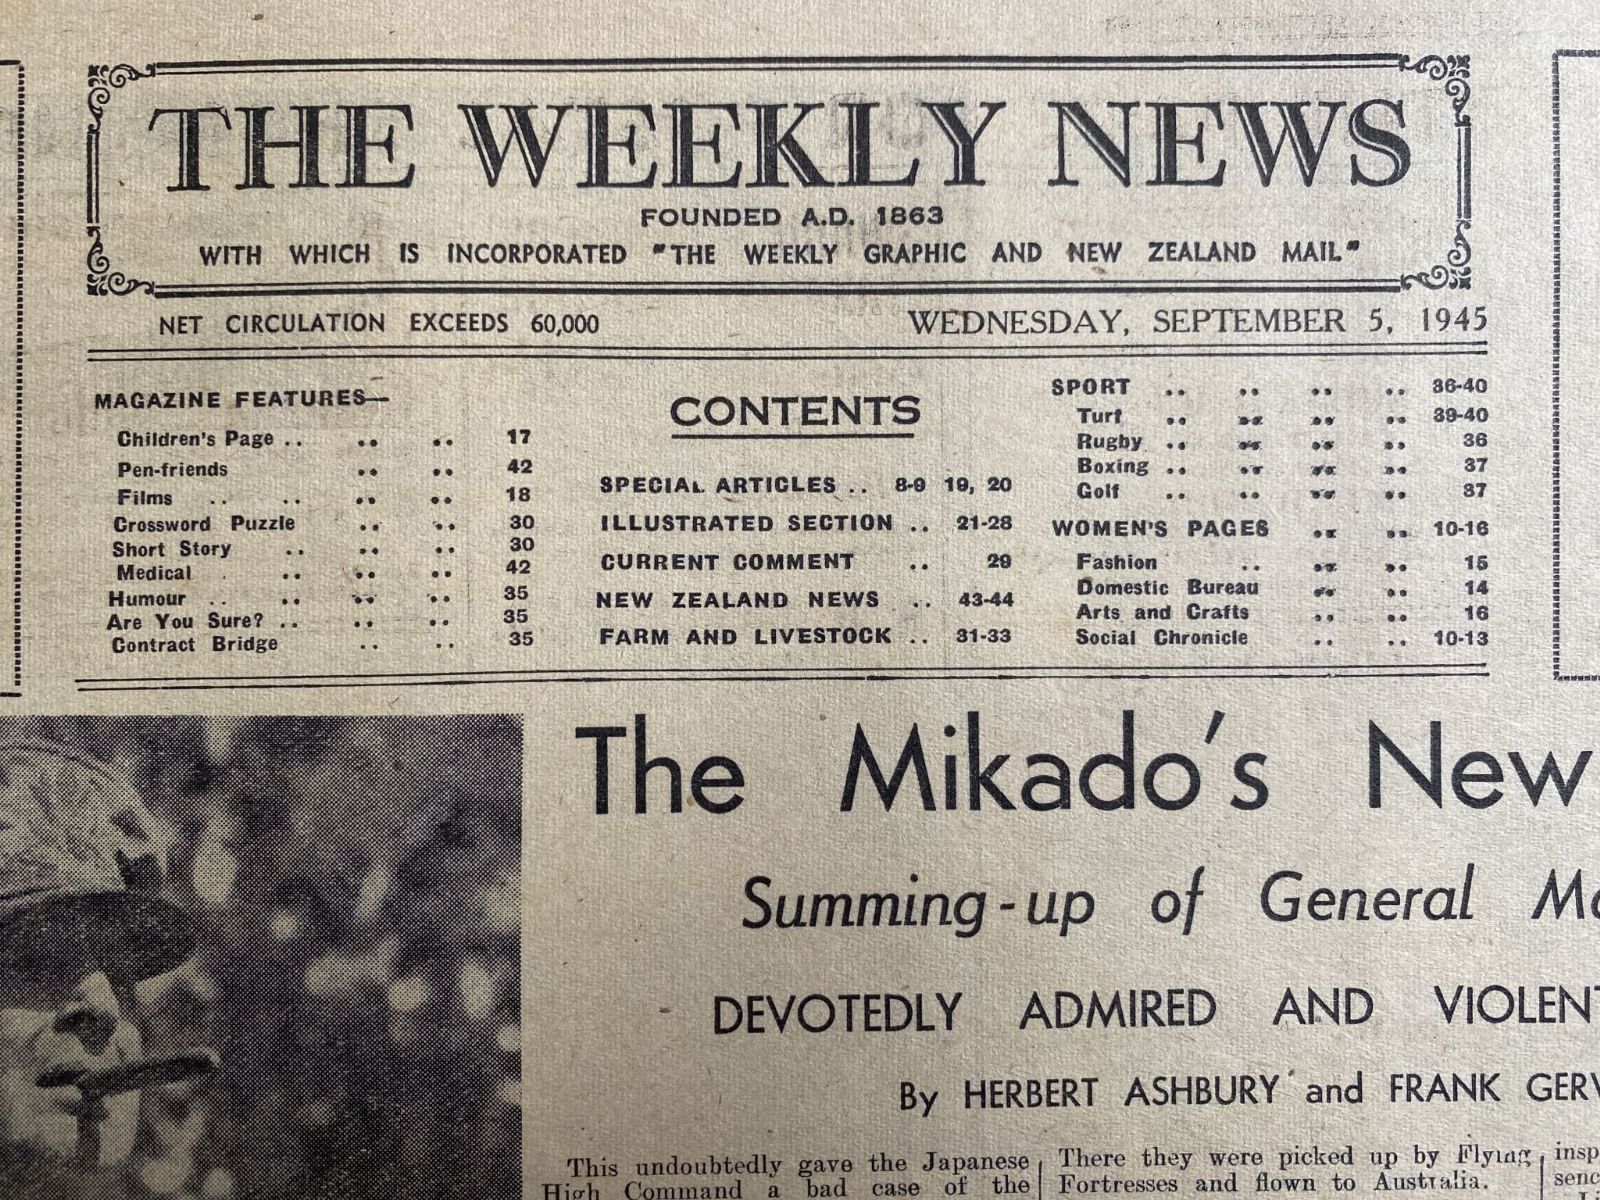 THE WEEKLY NEWS
FOUNDED A.D. 1863
WITH WHICH IS INCORPORATED "THE WEEKLY GRAPHIC AND NEW ZEALAND MAIL"
NET CIRCULATION EXCEEDS 60,000
WEDNESDAY, SEPTEMBER 5, 1945
MAGAZINE FEATURES—
Children's Page .. .. .. 17
Pen-friends .. .. 42
Films .. .. .. .. 18
Crossword Puzzle .. .. 30
Short Story .. .. .. 30
Medical . .. .. .. 42
Humour .. .. .. .. 35
Are You Sure? .. .. .. 35
Contract Bridge .. .. 35
CONTENTS
SPECIAL ARTICLES .. 8-9 19, 20
ILLUSTRATED SECTION .. 21-28
CURRENT COMMENT .. 29
NEW ZEALAND NEWS .. 43-44
FARM AND LIVESTOCK .. 31-33
SPORT .. .. .. .. 36-40
Turf .. .. .. .. 39-40
Rugby .. .. .. .. 36
Boxing .. .. .. .. 37
Golf .. .. .. .. 37
WOMEN'S PAGES .. .. 10-16
Fashion .. .. .. 15
Domestic Bureau .. .. 14
Arts and Crafts .. .. 16
Social Chronicle .. .. 10-13
The Mikado's New
Summing-up of General
DEVOTEDLY ADMIRED AND
By HERBERT ASHBURY and FRANK
This undoubtedly gave the Japanese
High Command a bad case of the
There they were picked up by Flying
Fortresses and flown to Australia.